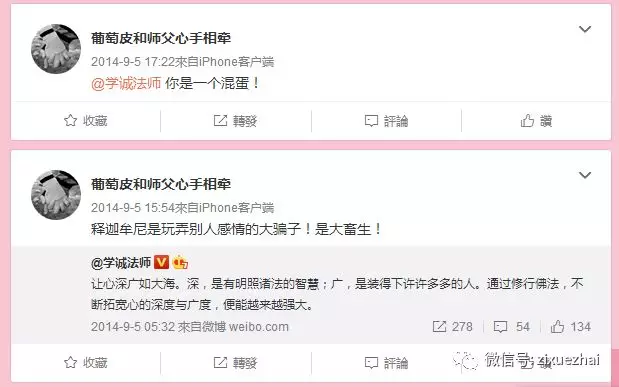 葡萄皮和师父心手相牵
2014-9-5 17:22來自iPhone客户端
@学诚法师 你是一个混蛋！
收藏 轉發 評論 讚
葡萄皮和师父心手相牵
2014-9-5 15:54來自iPhone客户端
释迦牟尼是玩弄别人感情的大骗子！是大畜生！
@学诚法师 V
让心深广如大海。深，是有明照诸法的智慧；广，是装得下许许多多的人。通过修行佛法，不
断拓宽心的深度与广度，便能越来越强大。
2014-9-5 05:32 來自微博 weibo.com 278 54 134
收藏 轉發 讚
微信号: zjxuezhai